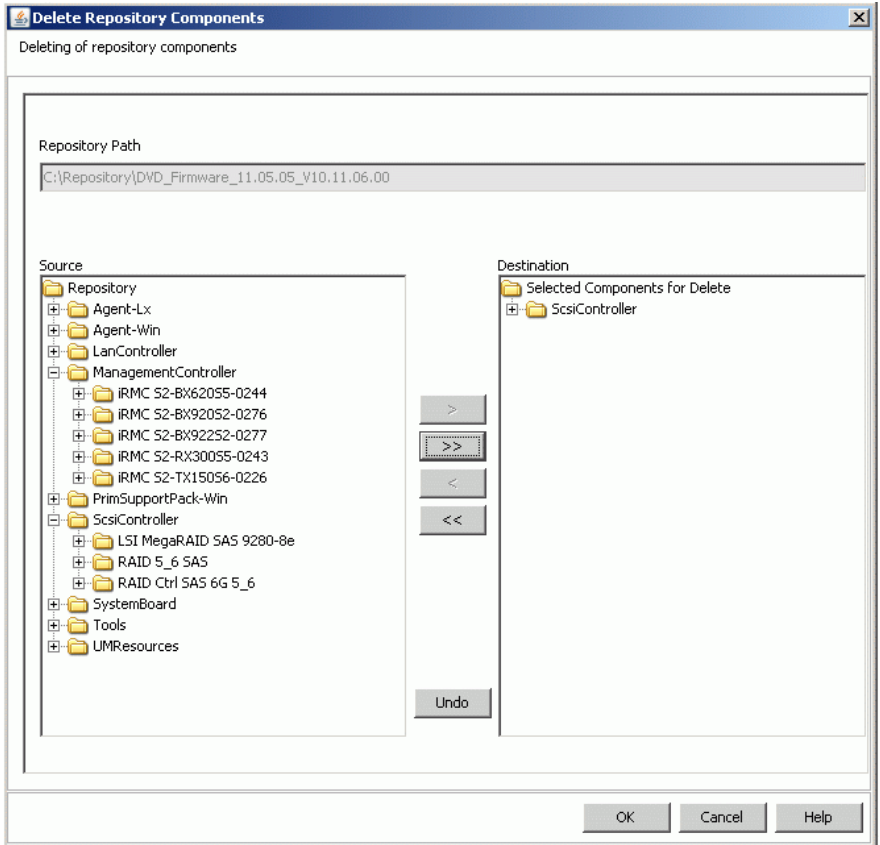 Delete Repository Components
Deleting of repository components
Repository Path
C:\Repository\DVD_Firmware_11.05.05_V10.11.06.00
Source
Repository
Agent-Lx
Agent-Win
LanController
ManagementController
iRMC S2-BX620S5-0244
iRMC S2-BX920S2-0276
iRMC S2-BX922S2-0277
iRMC S2-RX300S5-0243
iRMC S2-TX150S6-0226
PrimSupportPack-Win
ScsiController
LSI MegaRAID SAS 9280-8e
RAID 5_6 SAS
RAID Ctrl SAS 6G 5_6
SystemBoard
Tools
UMResources
>
>>
<
<<
Undo
Destination
Selected Components for Delete
ScsiController
OK Cancel Help